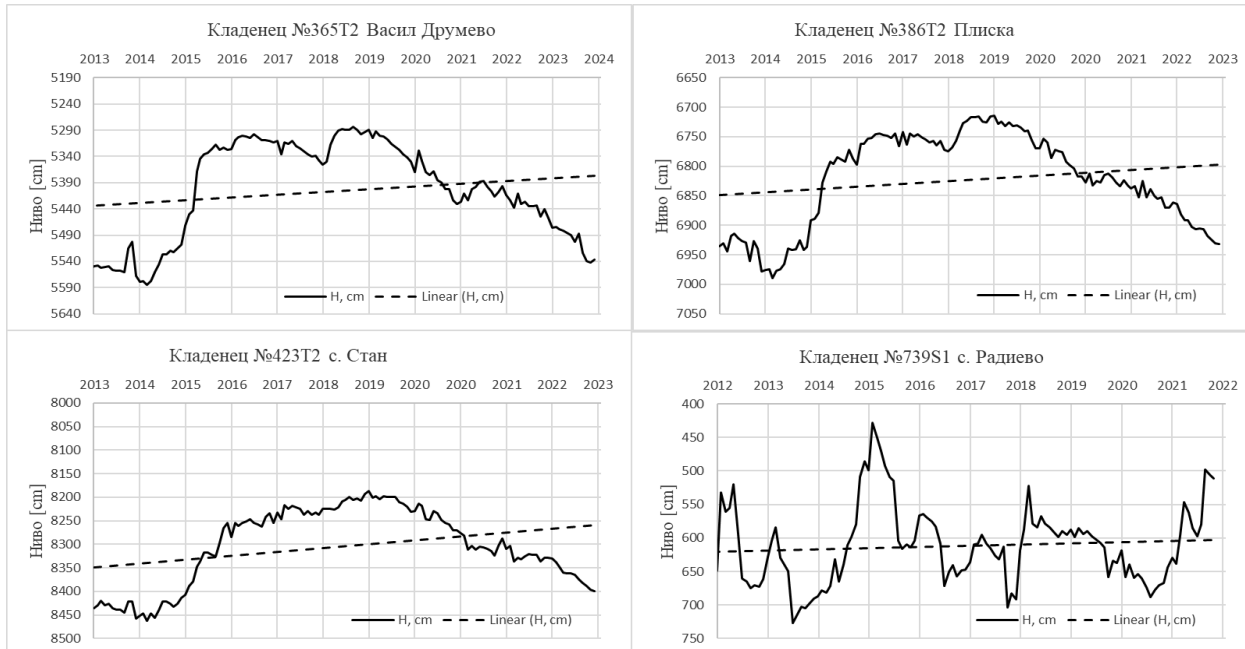 Кладенец №365Т2 Васил Друмево
2013 2014 2015 2016 2017 2018 2019 2020 2021 2022 2023 2024
5190
5240
5290
5340
5390
5440
5490
5540
5590
5640
Ниво [cm]
H, cm
Linear (H, cm)
Кладенец №386Т2 Плиска
2013 2014 2015 2016 2017 2018 2019 2020 2021 2022 2023
6650
6700
6750
6800
6850
6900
6950
7000
7050
Ниво [cm]
H, cm
Linear (H, cm)
Кладенец №423Т2 с. Стан
2013 2014 2015 2016 2017 2018 2019 2020 2021 2022 2023
8000
8050
8100
8150
8200
8250
8300
8350
8400
8450
8500
Ниво [cm]
H, cm
Linear (H, cm)
Кладенец №739S1 с. Радиево
2012 2013 2014 2015 2016 2017 2018 2019 2020 2021 2022
400
450
500
550
600
650
700
750
Ниво [cm]
H, cm
Linear (H, cm)